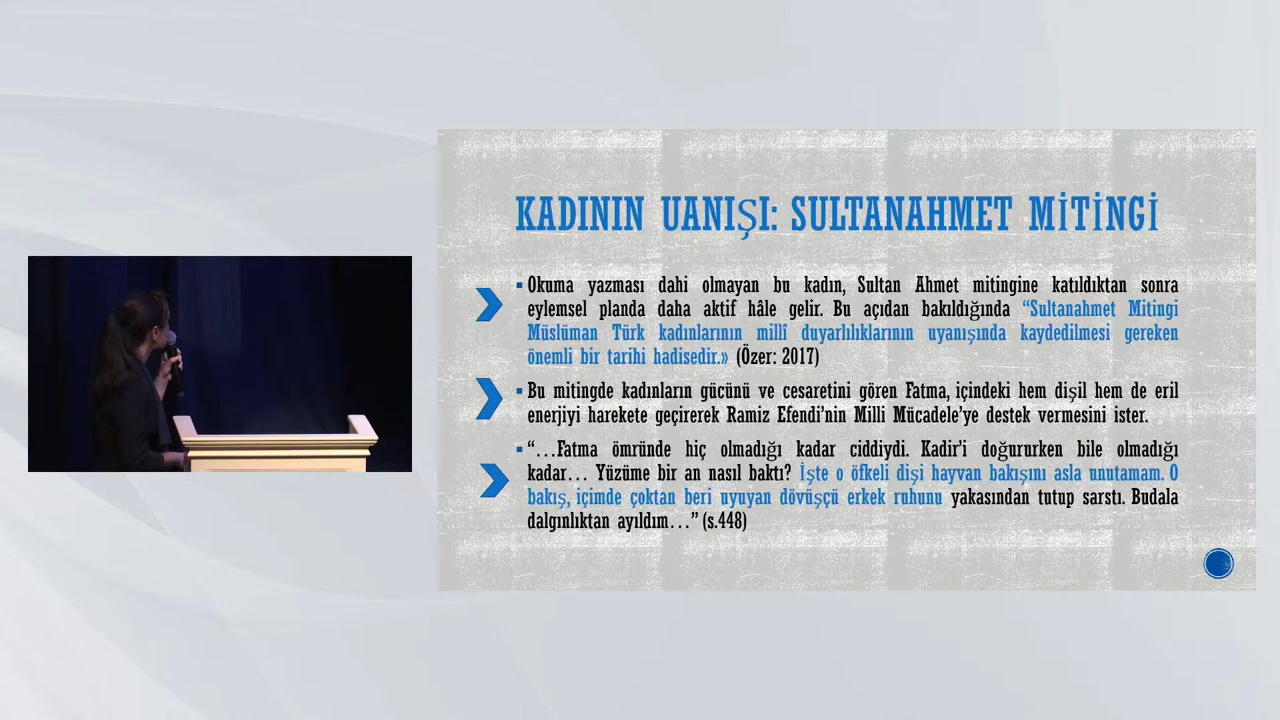 KADININ UANIŞI: SULTANAHMET MİTİNGİ
Okuma yazması dahi olmayan bu kadın, Sultan Ahmet mitingine katıldıktan sonra
eylemsel planda daha aktif hâle gelir. Bu açıdan bakıldığında “Sultanahmet Mitingi
Müslüman Türk kadınlarının millî duyarlılıklarının uyanışında kaydedilmesi gereken
önemli bir tarihi hadisedir.» (Özer: 2017)
Bu mitingde kadınların gücünü ve cesaretini gören Fatma, içindeki hem dişil hem de eril
enerjiyi harekete geçirerek Ramiz Efendi’nin Milli Mücadele’ye destek vermesini ister.
“…Fatma ömründe hiç olmadığı kadar ciddiydi. Kadir’i doğururken bile olmadığı
kadar… Yüzüme bir an nasıl baktı? İşte o öfkeli dişi hayvan bakışını asla unutamam. O
bakış, içimde çoktan beri uyuyan dövüşçü erkek ruhunu yakasından tutup sarstı. Budala
dalgınlıktan ayıldım…” (s.448)